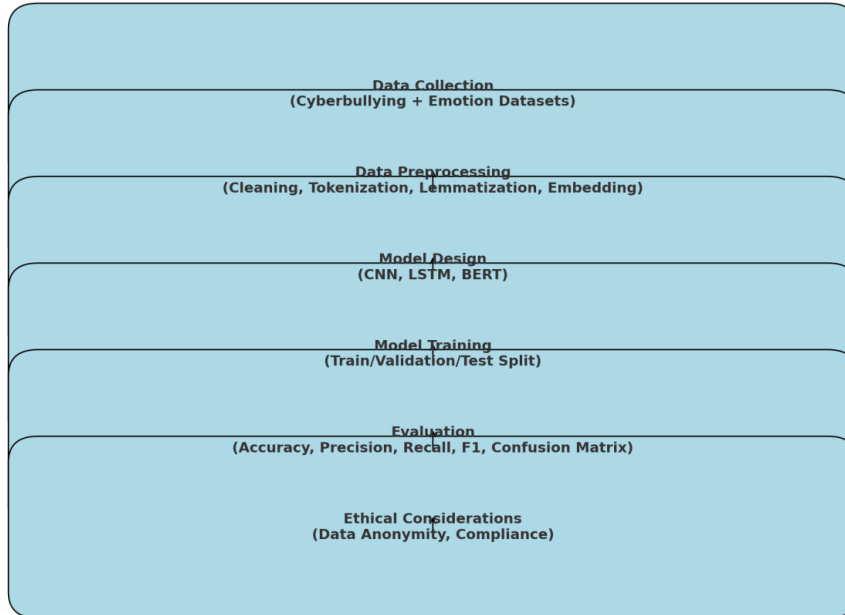 Data Collection
(Cyberbullying + Emotion Datasets)
Data Preprocessing
(Cleaning, Tokenization, Lemmatization, Embedding)
Model Design
(CNN, LSTM, BERT)
Model Training
(Train/Validation/Test Split)
Evaluation
(Accuracy, Precision, Recall, F1, Confusion Matrix)
Ethical Considerations
(Data Anonymity, Compliance)